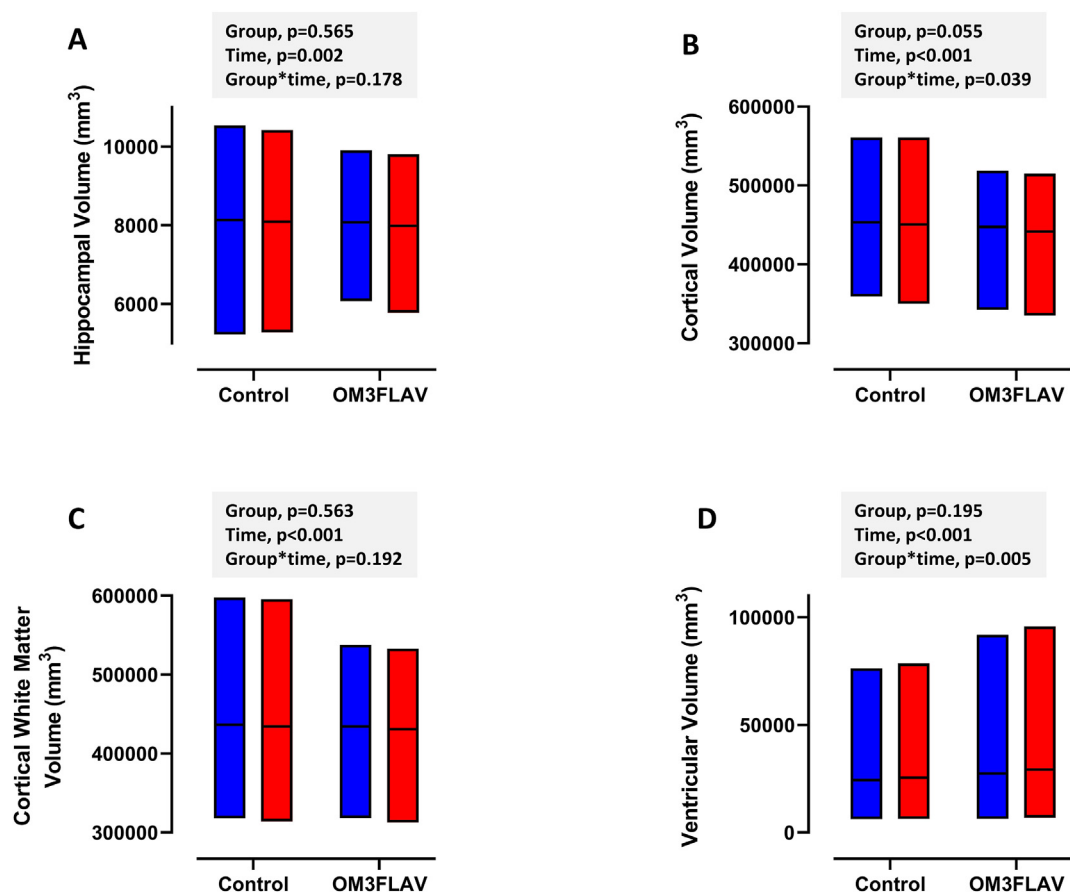 A
Group, p=0.565
Time, p=0.002
Group*time, p=0.178
Hippocampal Volume (mm³)
10000
8000
6000
Control
OM3FLAV
B
Group, p=0.055
Time, p<0.001
Group*time, p=0.039
Cortical Volume (mm³)
600000
500000
400000
300000
Control
OM3FLAV
C
Group, p=0.563
Time, p<0.001
Group*time, p=0.192
Cortical White Matter
Volume (mm³)
600000
500000
400000
300000
Control
OM3FLAV
D
Group, p=0.195
Time, p<0.001
Group*time, p=0.005
Ventricular Volume (mm³)
100000
50000
0
Control
OM3FLAV